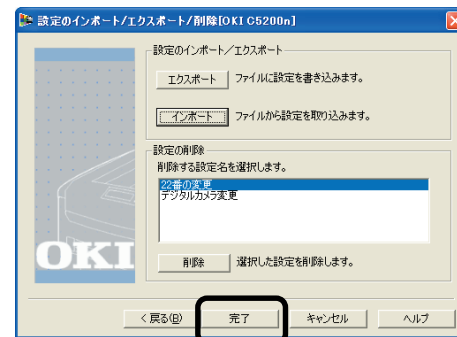 設定のインポート/エクスポート/削除[OKI C5200n]
設定のインポート/エクスポート
エクスポート ファイルに設定を書き込みます。
インポート ファイルから設定を取り込みます。
設定の削除
削除する設定名を選択します。
22番の変更
デジタルカメラ変更
OKI
削除 選択した設定を削除します。
< 戻る(B) 完了 キャンセル ヘルプ